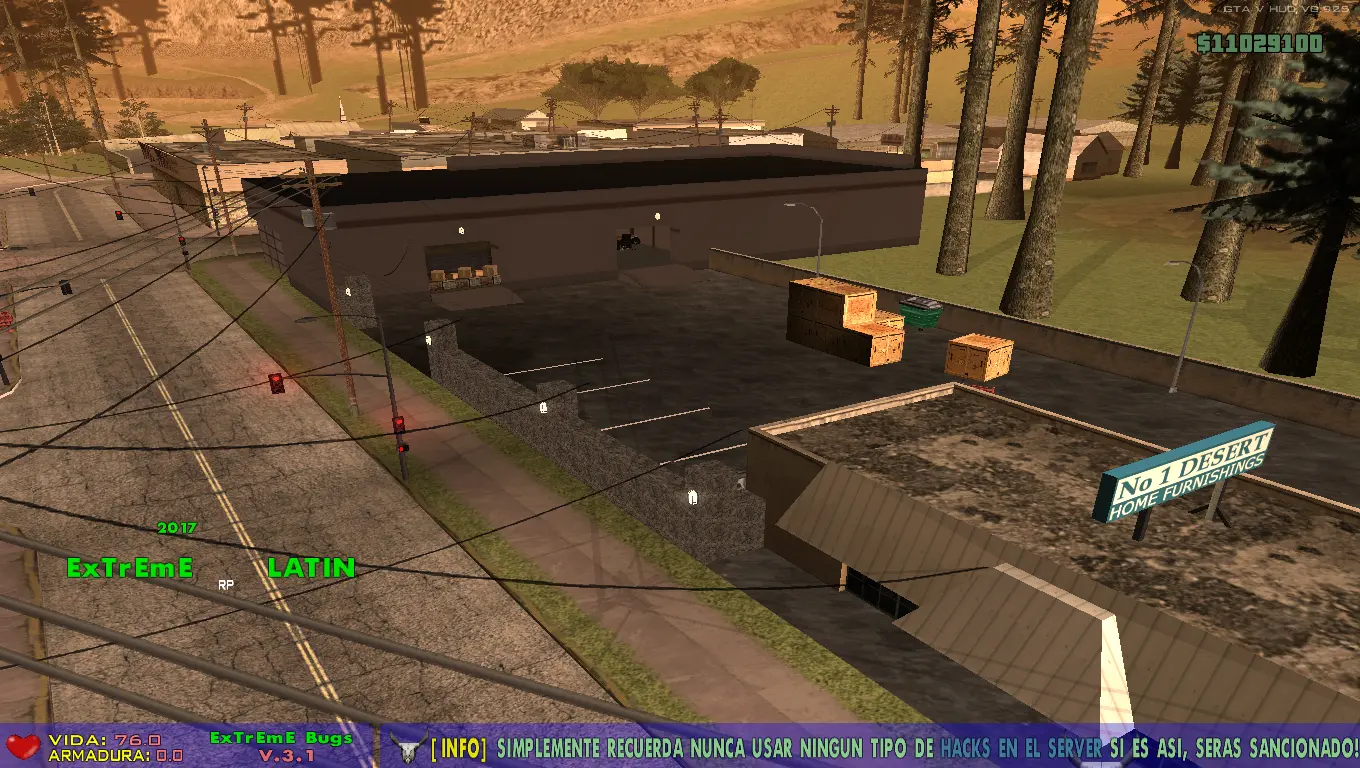 GTA V HUD V0.929
$11029100
No 1 DESERT
HOME FURNISHINGS
2017
ExTrEmE RP LATIN
VIDA: 76.0
ARMADURA: 0.0
ExTrEmE Bugs
V.3.1
[INFO] SIMPLEMENTE RECUERDA NUNCA USAR NINGUN TIPO DE HACKS EN EL SERVER SI ES ASI, SERAS SANCIONADO!